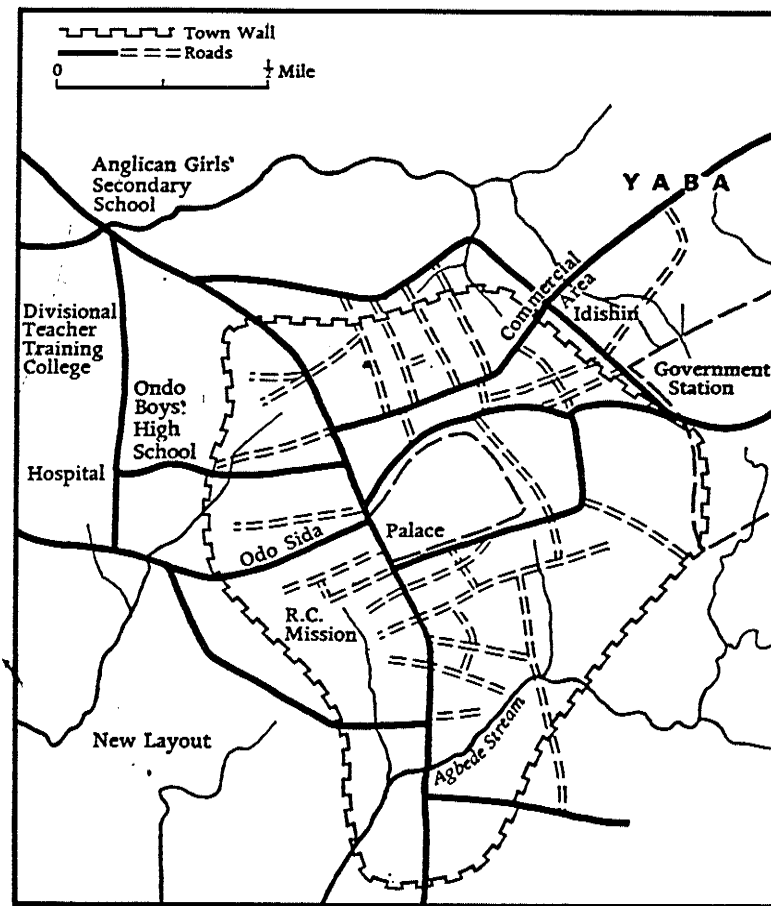 Town Wall
Roads
0 ½ Mile
Anglican Girls'
Secondary
School
YABA
Commercial
Area
Idishin
Divisional
Teacher
Training
College
Government
Station
Ondo
Boys'
High
School
Hospital
Odo Sida
Palace
R.C.
Mission
New Layout
Agbede Stream